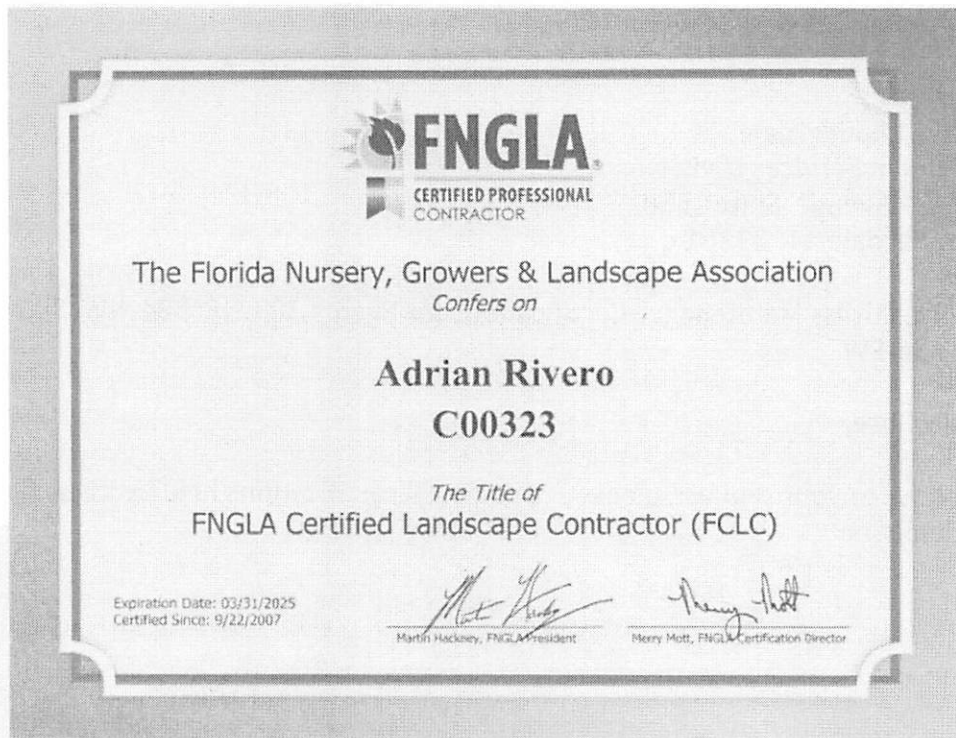 FNGLA®
CERTIFIED PROFESSIONAL
CONTRACTOR
The Florida Nursery, Growers & Landscape Association
Confers on
Adrian Rivero
C00323
The Title of
FNGLA Certified Landscape Contractor (FCLC)
Expiration Date: 03/31/2025
Certified Since: 9/22/2007
Martin Hackney, FNGLA President
Merry Mott, FNGLA Certification Director